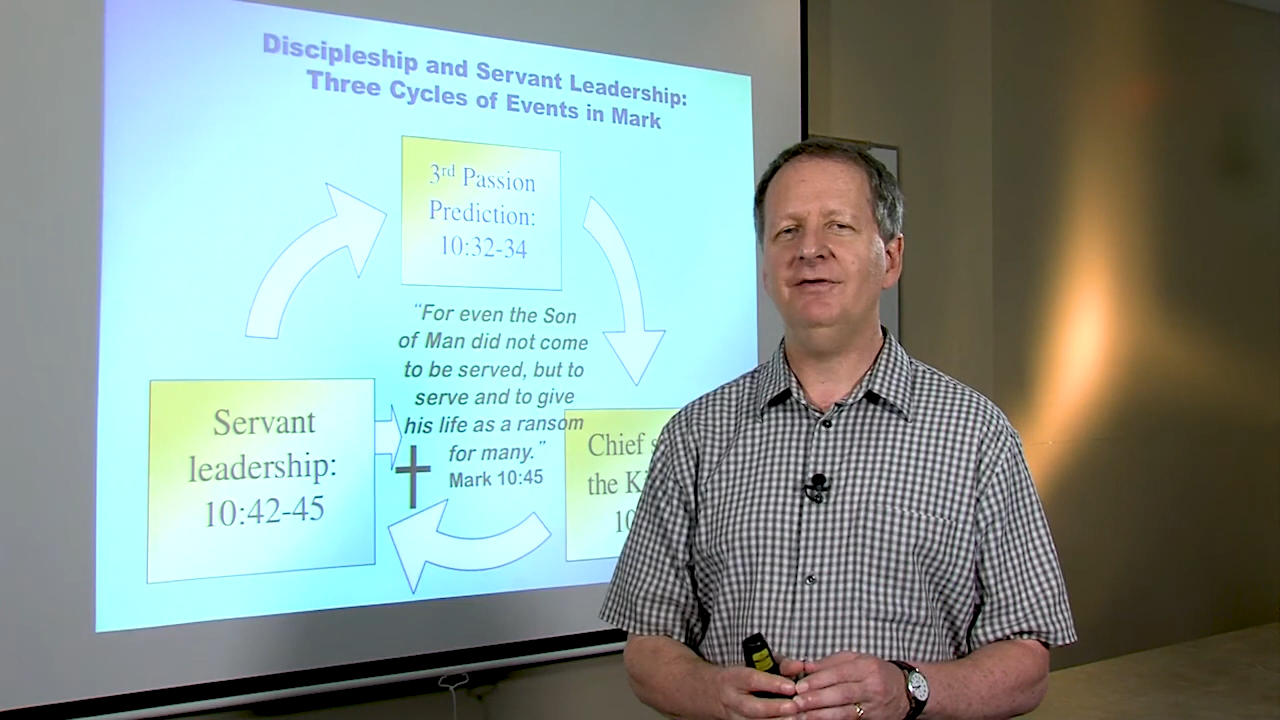 Discipleship and Servant Leadership:
Three Cycles of Events in Mark
3rd Passion
Prediction:
10:32-34
"For even the Son
of Man did not come
to be served, but to
serve and to give
his life as a ransom
for many."
Mark 10:45
Servant
leadership:
10:42-45
Chief
the